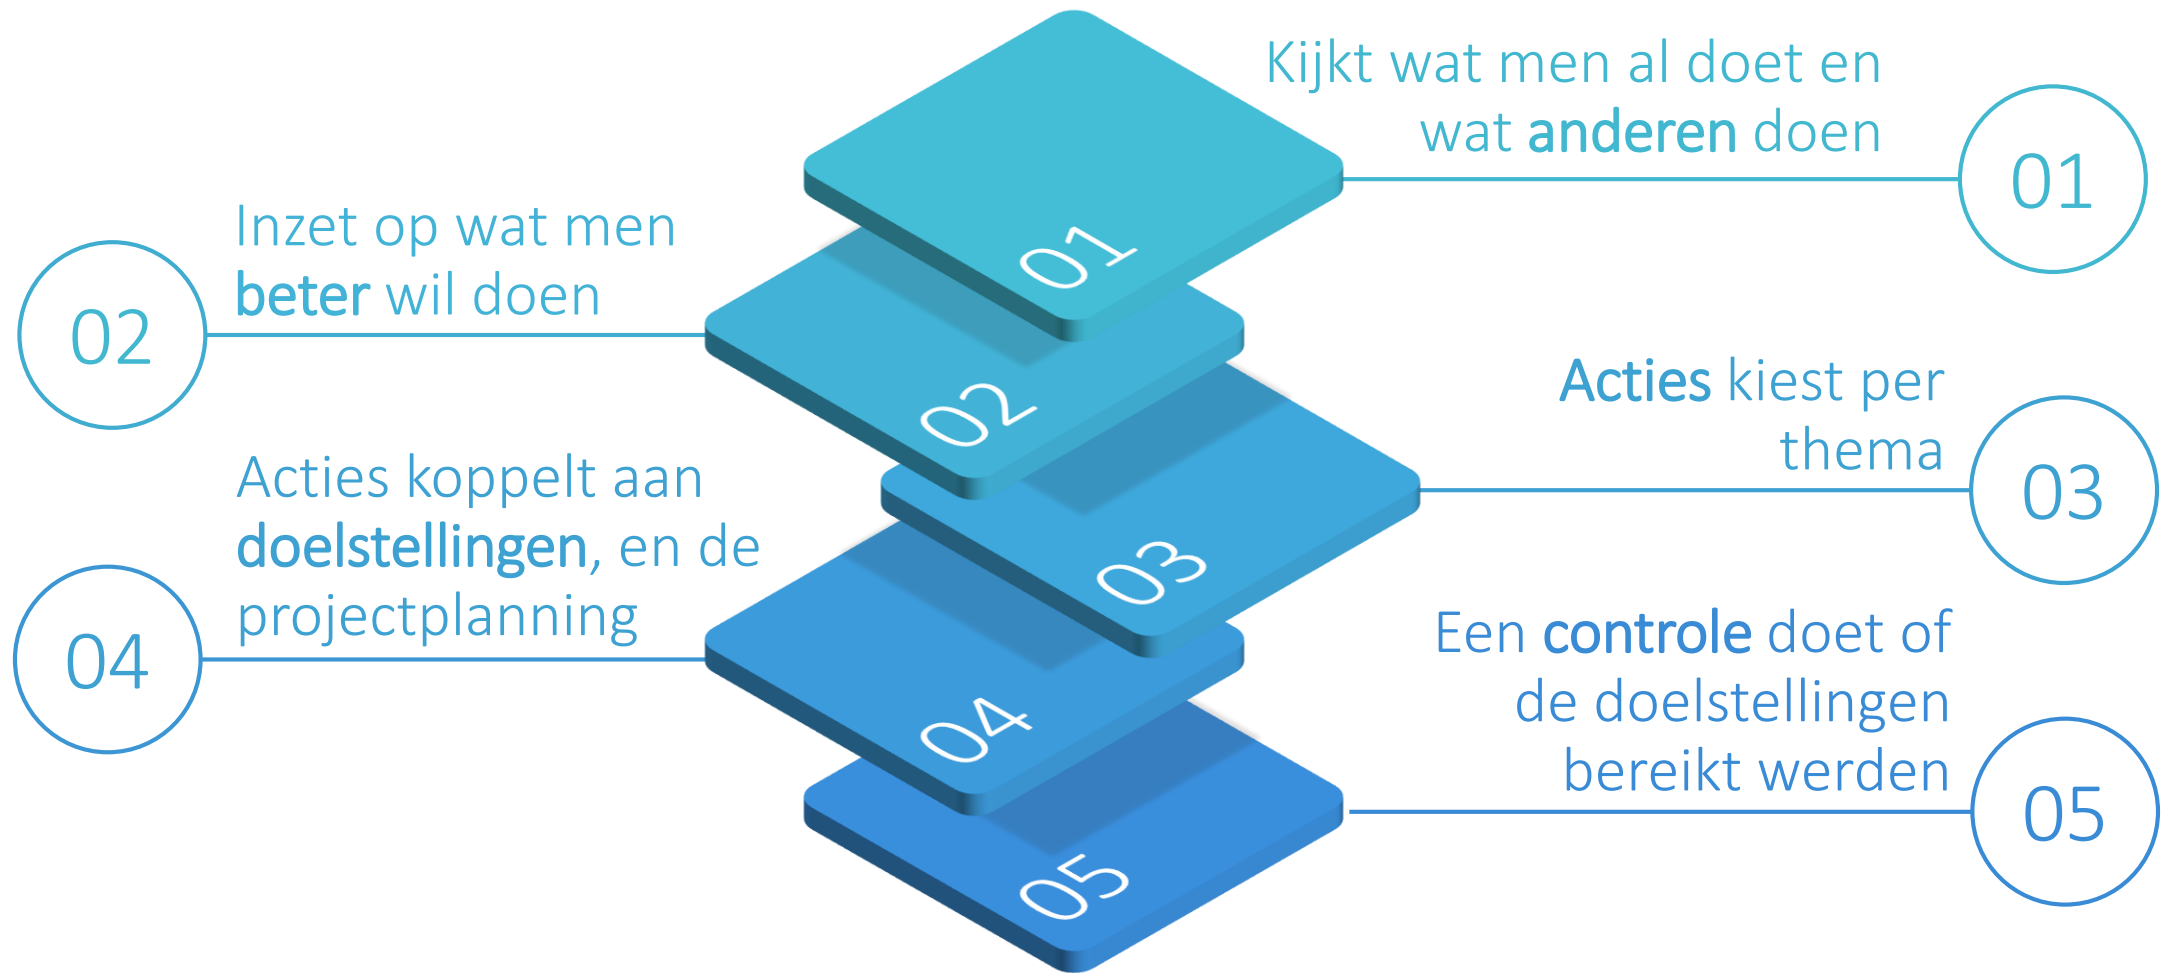 Kijkt wat men al doet en
wat anderen doen
01
01
Inzet op wat men
beter wil doen
02
02
Acties kiest per
thema
03
03
Acties koppelt aan
doelstellingen, en de
projectplanning
04
04
Een controle doet of
de doelstellingen
bereikt werden
05
05